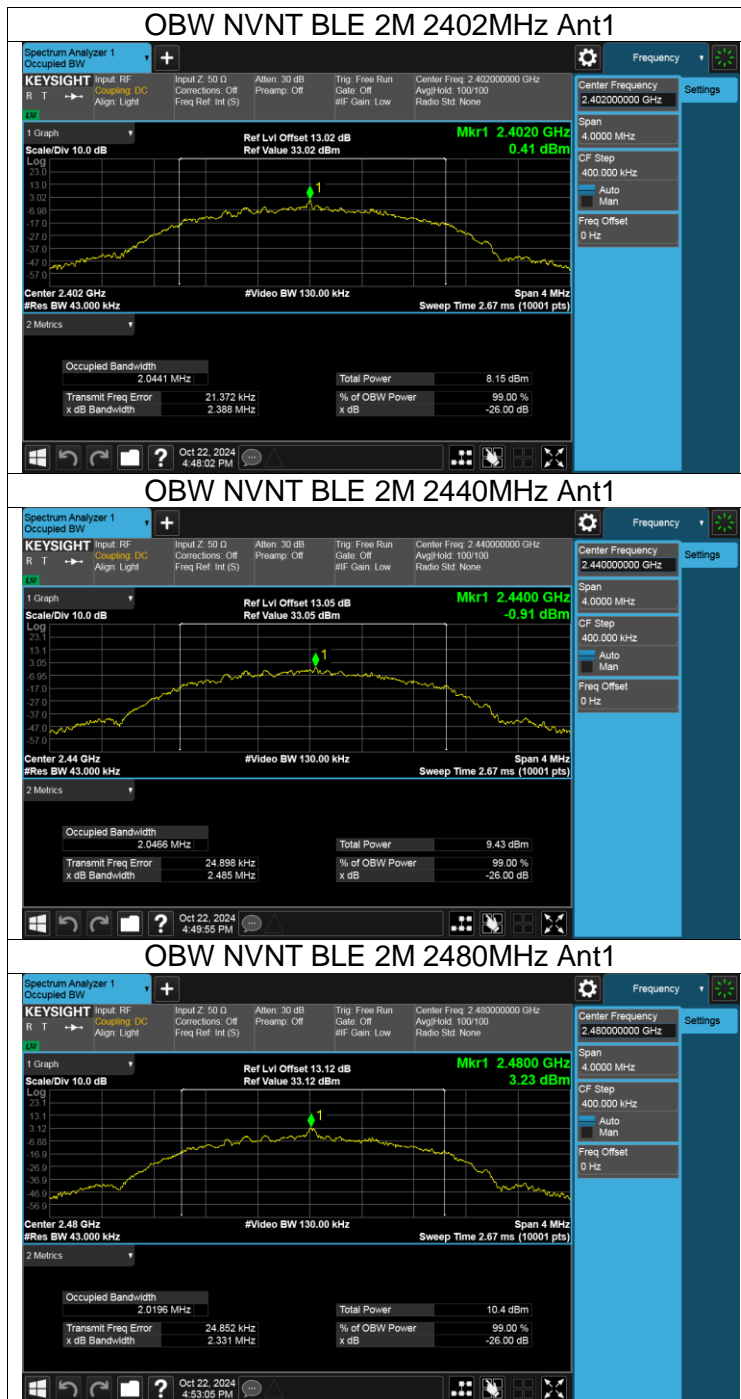 OBW NVNT BLE 2M 2402MHz Ant1
Spectrum Analyzer 1
Occupied BW
Frequency
KEYSIGHT Input: RF Input Z: 50 Ω Atten: 30 dB Trig: Free Run Center Freq: 2.402000000 GHz
R T Coupling: DC Corrections: Off Preamp: Off Gate: Off Avg|Hold: 100/100
Align: Light Freq Ref: Int (S) #IF Gain: Low Radio Std: None
LXI
Center Frequency
2.402000000 GHz
Settings
Span
4.0000 MHz
CF Step
400.000 kHz
Auto
Man
Freq Offset
0 Hz
1 Graph
Ref Lvl Offset 13.02 dB
Mkr1 2.4020 GHz
Scale/Div 10.0 dB
Ref Value 33.02 dBm
0.41 dBm
Log
23.0
13.0
3.02
-6.98
-17.0
-27.0
-37.0
-47.0
-57.0
1
Center 2.402 GHz #Video BW 130.00 kHz Span 4 MHz
#Res BW 43.000 kHz Sweep Time 2.67 ms (10001 pts)
2 Metrics
Occupied Bandwidth
2.0441 MHz
Total Power 8.15 dBm
Transmit Freq Error 21.372 kHz % of OBW Power 99.00 %
x dB Bandwidth 2.388 MHz x dB -26.00 dB
Oct 22, 2024
4:48:02 PM
OBW NVNT BLE 2M 2440MHz Ant1
Spectrum Analyzer 1
Occupied BW
Frequency
KEYSIGHT Input: RF Input Z: 50 Ω Atten: 30 dB Trig: Free Run Center Freq: 2.440000000 GHz
R T Coupling: DC Corrections: Off Preamp: Off Gate: Off Avg|Hold: 100/100
Align: Light Freq Ref: Int (S) #IF Gain: Low Radio Std: None
LXI
Center Frequency
2.440000000 GHz
Settings
Span
4.0000 MHz
CF Step
400.000 kHz
Auto
Man
Freq Offset
0 Hz
1 Graph
Ref Lvl Offset 13.05 dB
Mkr1 2.4400 GHz
Scale/Div 10.0 dB
Ref Value 33.05 dBm
-0.91 dBm
Log
23.1
13.1
3.05
-6.95
-17.0
-27.0
-37.0
-47.0
-57.0
1
Center 2.44 GHz #Video BW 130.00 kHz Span 4 MHz
#Res BW 43.000 kHz Sweep Time 2.67 ms (10001 pts)
2 Metrics
Occupied Bandwidth
2.0466 MHz
Total Power 9.43 dBm
Transmit Freq Error 24.898 kHz % of OBW Power 99.00 %
x dB Bandwidth 2.485 MHz x dB -26.00 dB
Oct 22, 2024
4:49:55 PM
OBW NVNT BLE 2M 2480MHz Ant1
Spectrum Analyzer 1
Occupied BW
Frequency
KEYSIGHT Input: RF Input Z: 50 Ω Atten: 30 dB Trig: Free Run Center Freq: 2.480000000 GHz
R T Coupling: DC Corrections: Off Preamp: Off Gate: Off Avg|Hold: 100/100
Align: Light Freq Ref: Int (S) #IF Gain: Low Radio Std: None
LXI
Center Frequency
2.480000000 GHz
Settings
Span
4.0000 MHz
CF Step
400.000 kHz
Auto
Man
Freq Offset
0 Hz
1 Graph
Ref Lvl Offset 13.12 dB
Mkr1 2.4800 GHz
Scale/Div 10.0 dB
Ref Value 33.12 dBm
3.23 dBm
Log
23.1
13.1
3.12
-6.88
-16.9
-26.9
-36.9
-46.9
-56.9
1
Center 2.48 GHz #Video BW 130.00 kHz Span 4 MHz
#Res BW 43.000 kHz Sweep Time 2.67 ms (10001 pts)
2 Metrics
Occupied Bandwidth
2.0196 MHz
Total Power 10.4 dBm
Transmit Freq Error 24.852 kHz % of OBW Power 99.00 %
x dB Bandwidth 2.331 MHz x dB -26.00 dB
Oct 22, 2024
4:53:05 PM